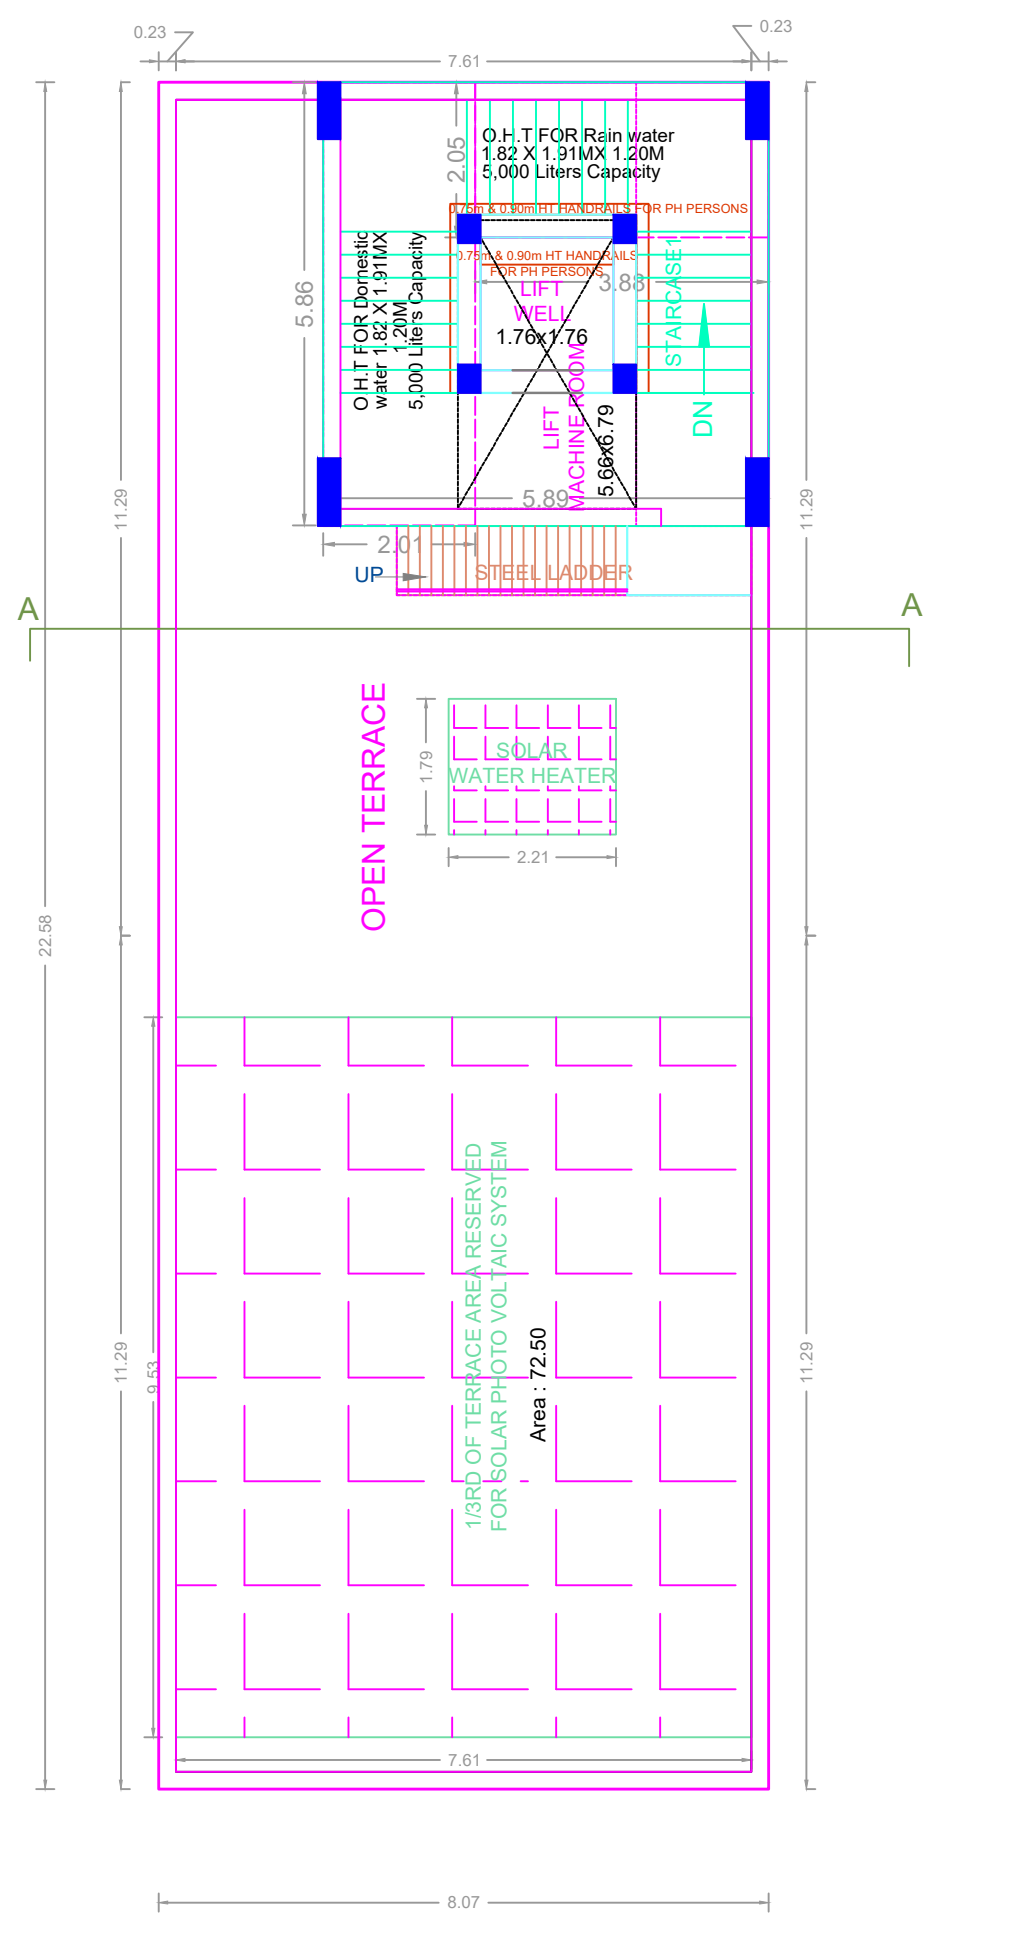 0.23
0.23
7.61
O.H.T FOR Rain water
1.82 X 1.91MX 1.20M
5,000 Liters Capacity
2.05
0.75m & 0.90m HT HANDRAILS FOR PH PERSONS
0.75m & 0.90m HT HANDRAILS
FOR PH PERSONS
3.88
LIFT
WELL
1.76x1.76
5.86
O.H.T FOR Domestic
water 1.82 X 1.91MX
1.20M
5,000 Liters Capacity
STAIRCASE1
DN
LIFT
MACHINE ROOM
5.66x6.79
5.89
11.29
11.29
2.01
UP
STEEL LADDER
A
A
OPEN TERRACE
SOLAR
WATER HEATER
1.79
2.21
22.58
11.29
11.29
9.53
1/3RD OF TERRACE AREA RESERVED
FOR SOLAR PHOTO VOLTAIC SYSTEM
Area : 72.50
7.61
8.07